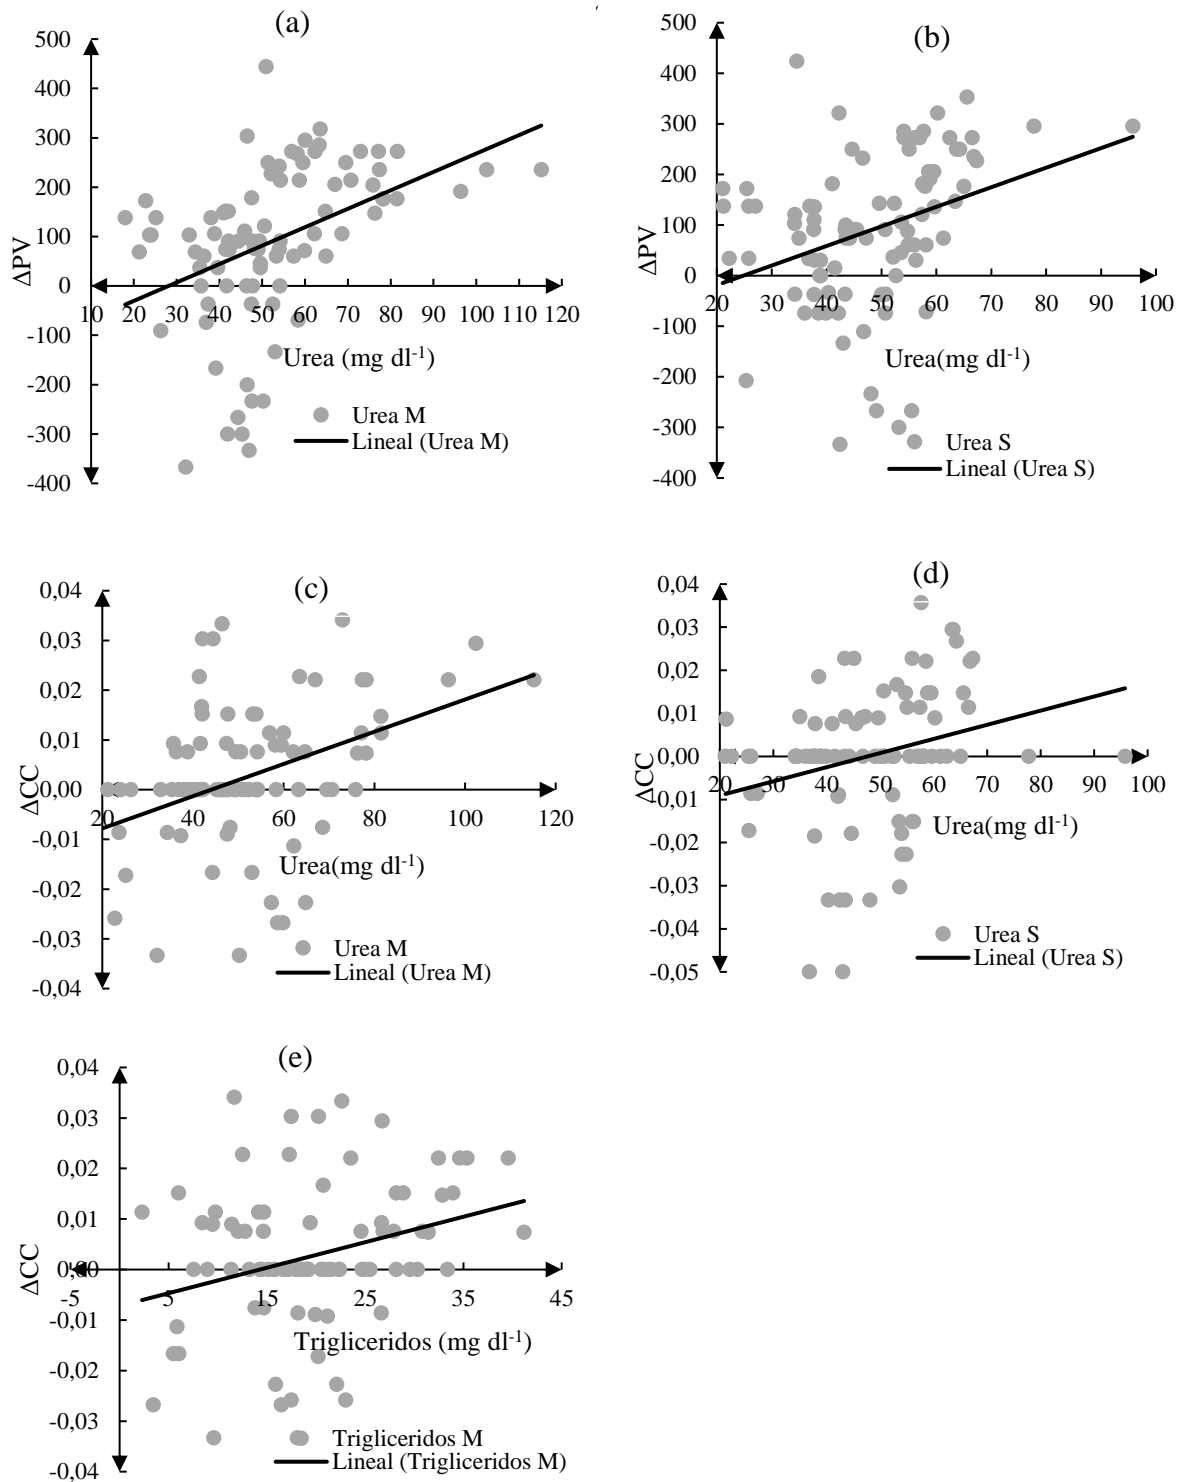 (a)
500
400
300
200
100
0
-100
-200
-300
-400
ΔPV
10 20 30 40 50 60 70 80 90 100 110 120
Urea (mg dl-1)
Urea M
Lineal (Urea M)
(b)
500
400
300
200
100
0
-100
-200
-300
-400
ΔPV
20 30 40 50 60 70 80 90 100
Urea(mg dl-1)
Urea S
Lineal (Urea S)
(c)
0,04
0,03
0,02
0,01
0,00
-0,01
-0,02
-0,03
-0,04
ΔCC
20 40 60 80 100 120
Urea(mg dl-1)
Urea M
Lineal (Urea M)
(d)
0,04
0,03
0,02
0,01
0,00
-0,01
-0,02
-0,03
-0,04
-0,05
ΔCC
20 30 40 50 60 70 80 90 100
Urea(mg dl-1)
Urea S
Lineal (Urea S)
(e)
0,04
0,03
0,02
0,01
0,00
-0,01
-0,02
-0,03
-0,04
ΔCC
-5 5 15 25 35 45
Trigliceridos (mg dl-1)
Trigliceridos M
Lineal (Trigliceridos M)